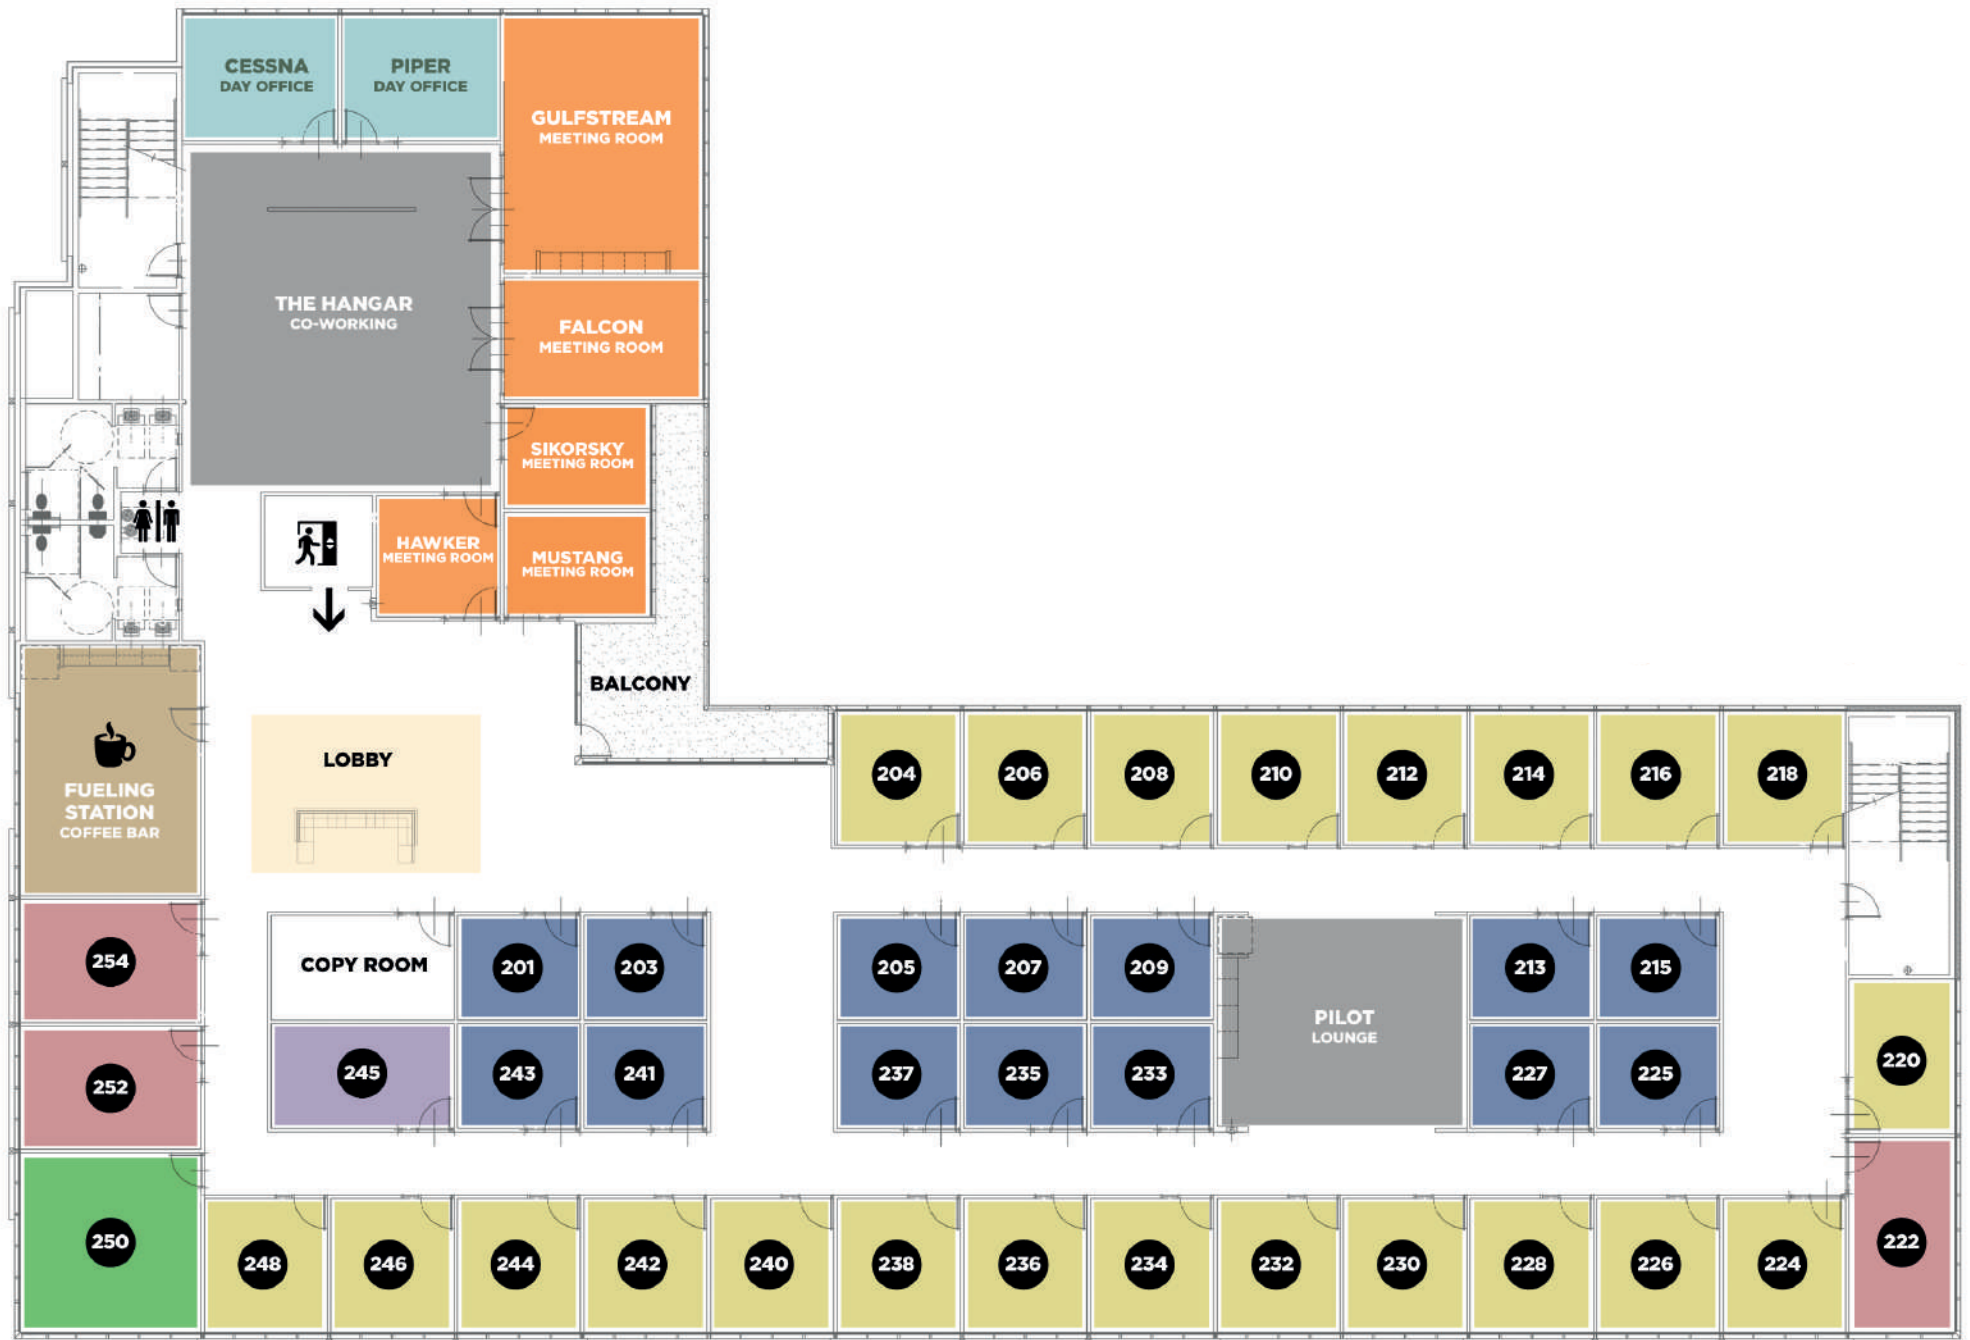 CESSNA
DAY OFFICE
PIPER
DAY OFFICE
GULFSTREAM
MEETING ROOM
THE HANGAR
CO-WORKING
FALCON
MEETING ROOM
SIKORSKY
MEETING ROOM
HAWKER
MEETING ROOM
MUSTANG
MEETING ROOM
BALCONY
FUELING
STATION
COFFEE BAR
LOBBY
204
206
208
210
212
214
216
218
254
COPY ROOM
201
203
205
207
209
PILOT
LOUNGE
213
215
252
245
243
241
237
235
233
227
225
220
250
248
246
244
242
240
238
236
234
232
230
228
226
224
222